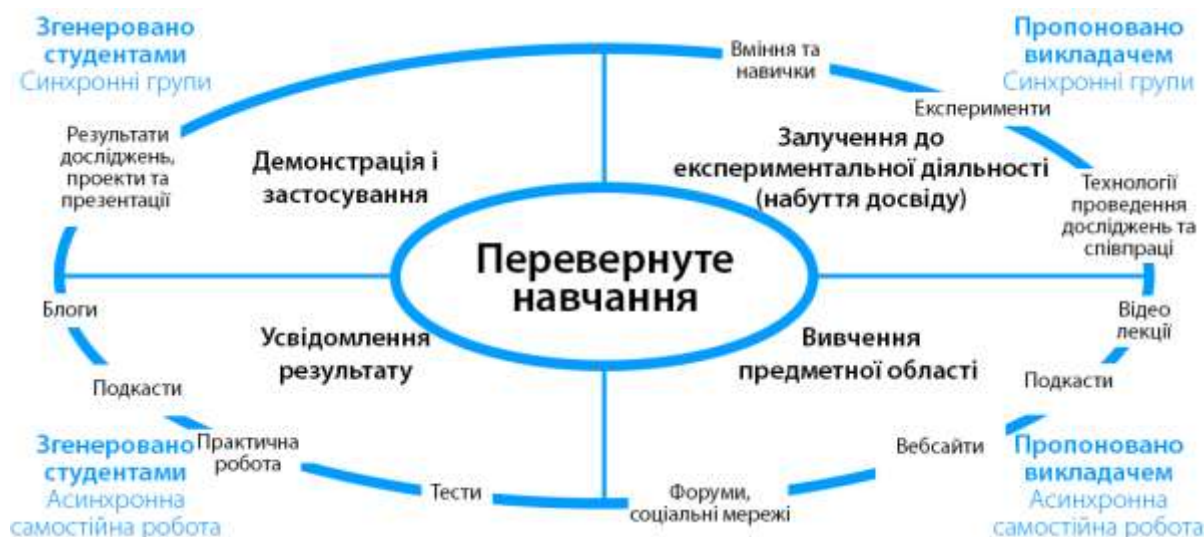 Згенеровано
студентами
Синхронні групи
Вміння та
навички
Пропоновано
викладачем
Синхронні групи
Експерименти
Результати
досліджень,
проекти та
презентації
Демонстрація і
застосування
Залучення до
експериментальної діяльності
(набуття досвіду)
Технології
проведення
досліджень та
співпраці
Перевернуте
навчання
Блоги
Відео
лекції
Усвідомлення
результату
Вивчення
предметної області
Подкасти
Подкасти
Згенеровано
студентами
Асинхронна
самостійна робота
Практична
робота
Тести
Форуми,
соціальні мережі
Вебсайти
Пропоновано
викладачем
Асинхронна
самостійна робота